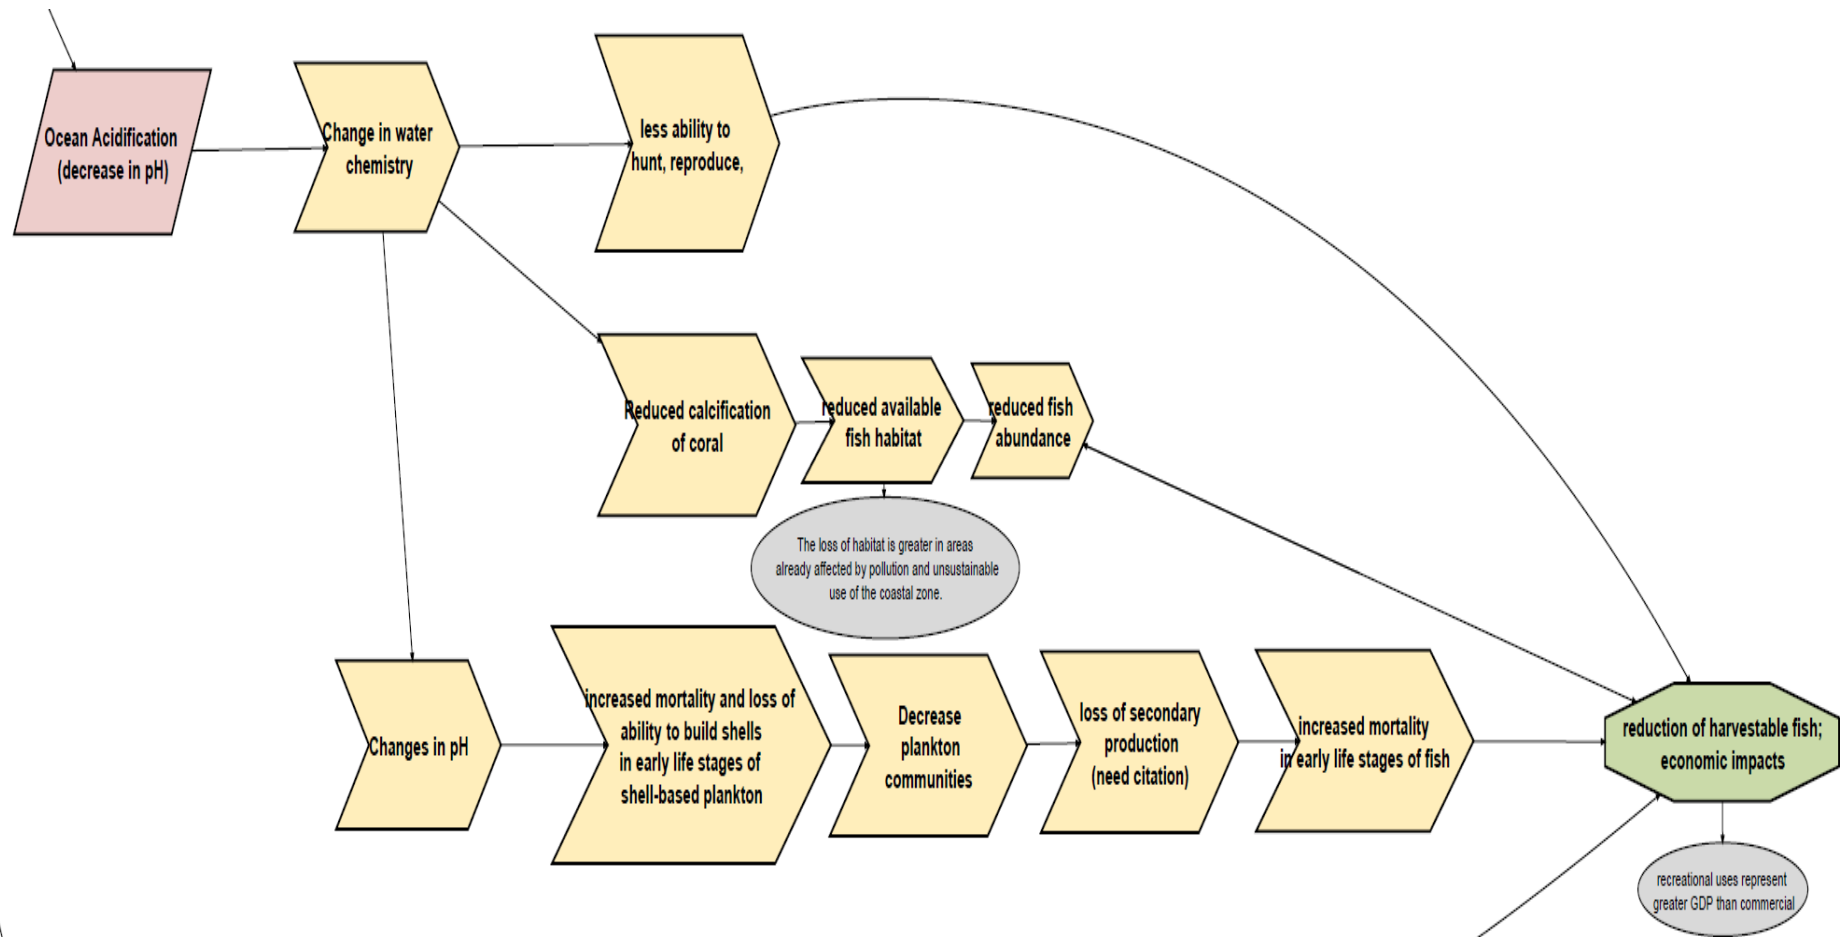 Ocean Acidification
(decrease in pH)
Change in water
chemistry
less ability to
hunt, reproduce,
Reduced calcification
of coral
reduced available
fish habitat
reduced fish
abundance
The loss of habitat is greater in areas
already affected by pollution and unsustainable
use of the coastal zone.
Changes in pH
increased mortality and loss of
ability to build shells
in early life stages of
shell-based plankton
Decrease
plankton
communities
loss of secondary
production
(need citation)
increased mortality
in early life stages of fish
reduction of harvestable fish;
economic impacts
recreational uses represent
greater GDP than commercial